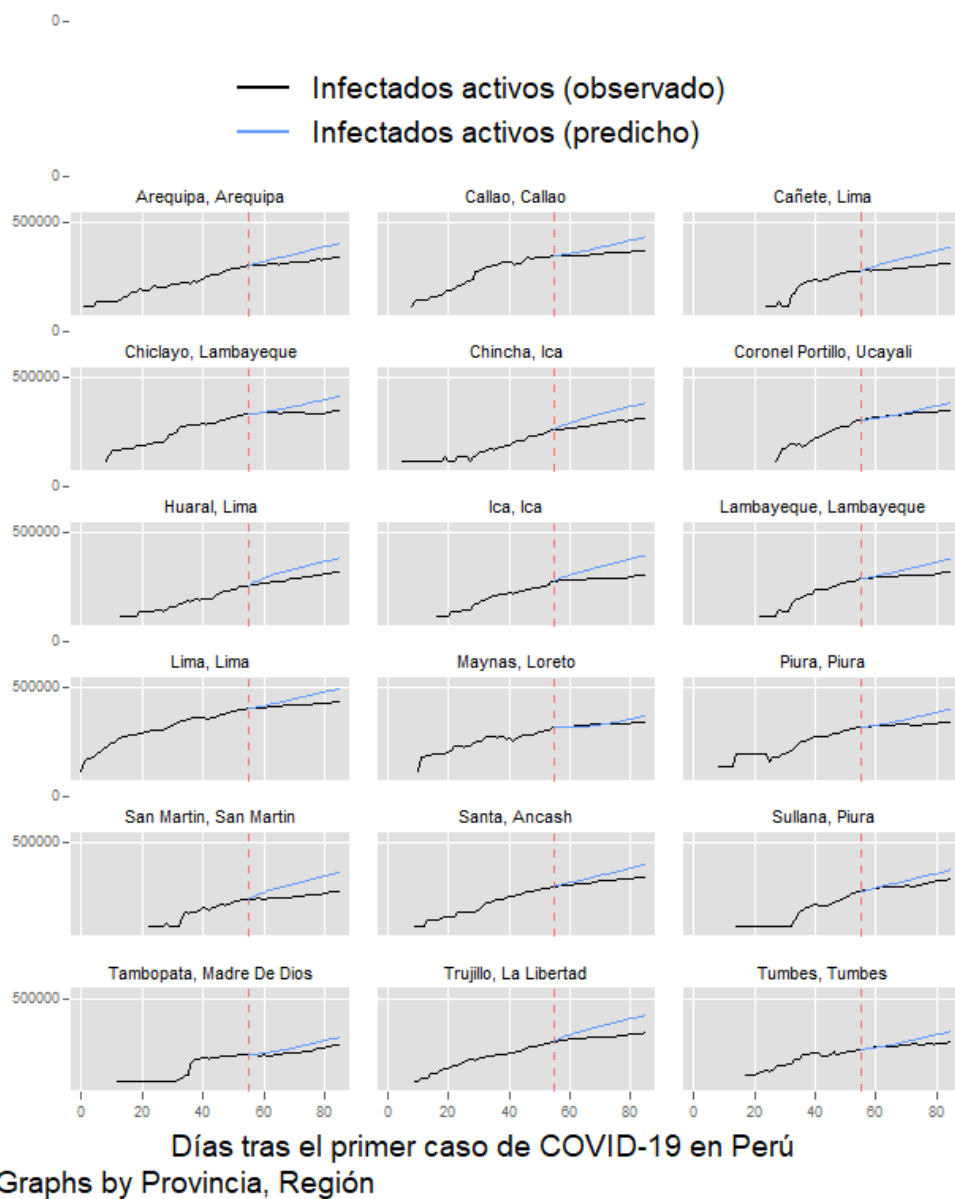 0
Infectados activos (observado)
Infectados activos (predicho)
0
Arequipa, Arequipa
Callao, Callao
Cañete, Lima
500000
0
Chiclayo, Lambayeque
Chincha, Ica
Coronel Portillo, Ucayali
500000
0
Huaral, Lima
Ica, Ica
Lambayeque, Lambayeque
500000
0
Lima, Lima
Maynas, Loreto
Piura, Piura
500000
0
San Martin, San Martin
Santa, Ancash
Sullana, Piura
500000
Tambopata, Madre De Dios
Trujillo, La Libertad
Tumbes, Tumbes
500000
0 20 40 60 80
0 20 40 60 80
0 20 40 60 80
Días tras el primer caso de COVID-19 en Perú
Graphs by Provincia, Región